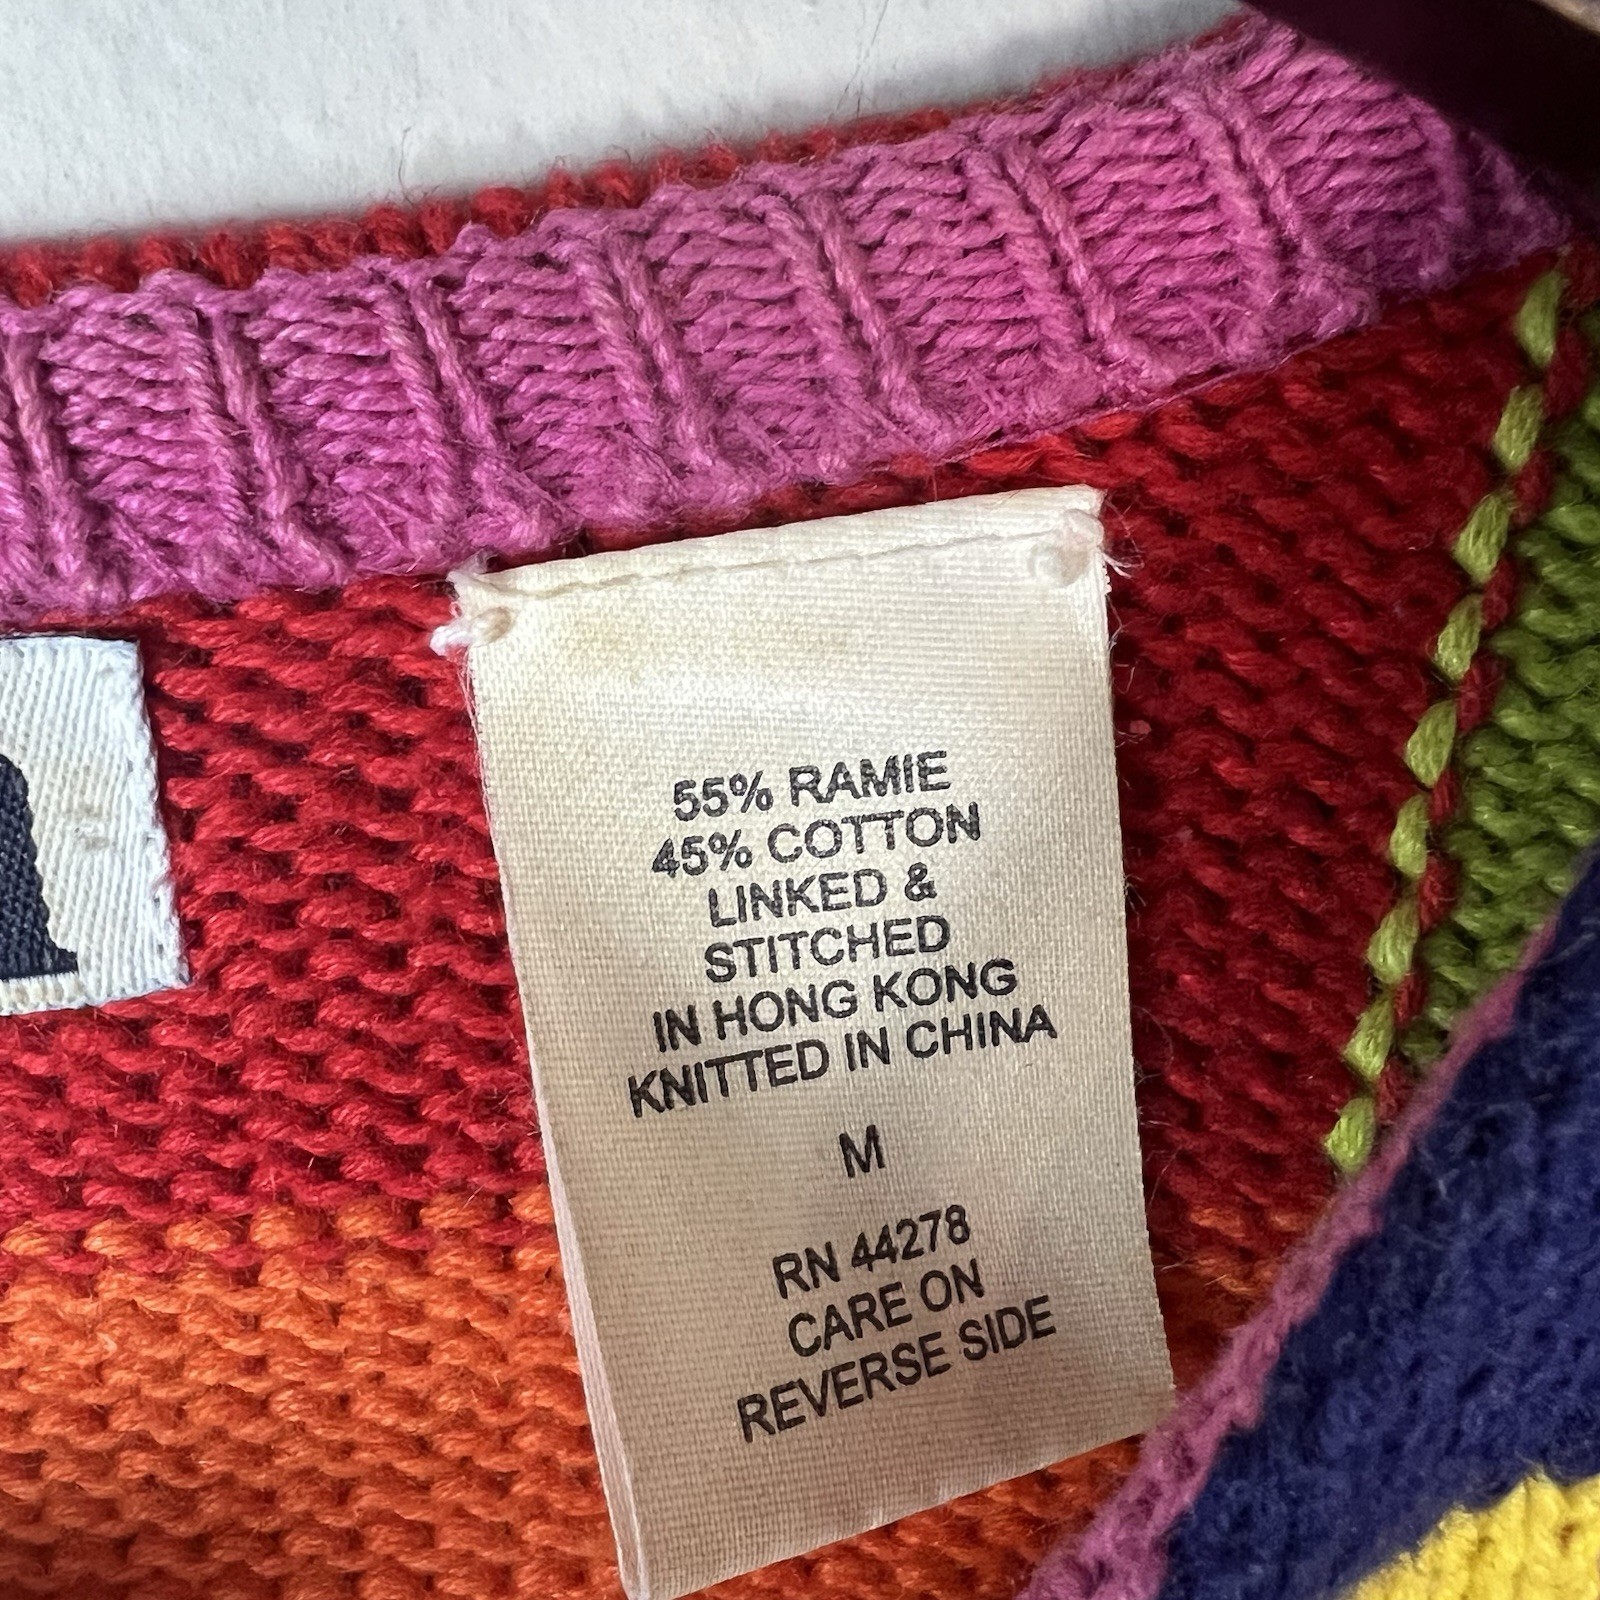 55% RAMIE
45% COTTON
LINKED &
STITCHED
IN HONG KONG
KNITTED IN CHINA
M
RN 44278
CARE ON
REVERSE SIDE